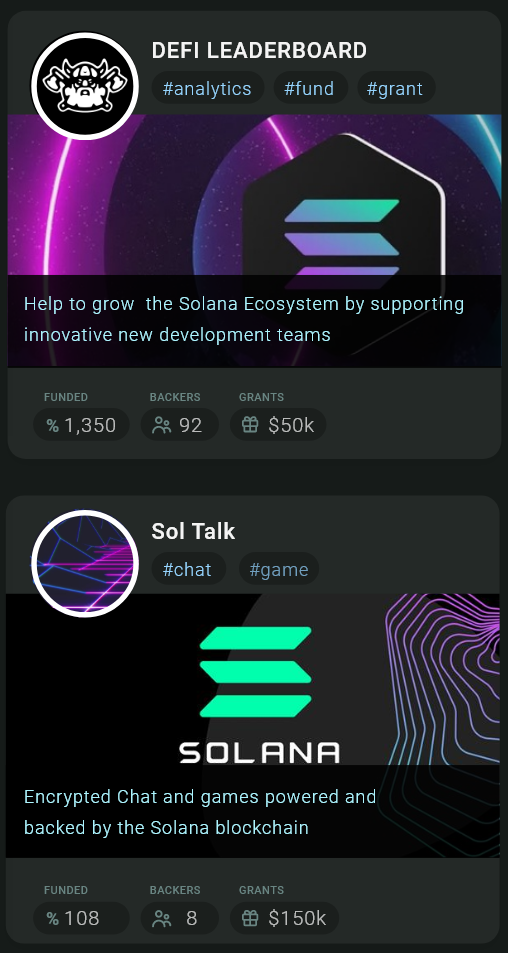 DEFI LEADERBOARD
#analytics #fund #grant
Help to grow the Solana Ecosystem by supporting
innovative new development teams
FUNDED BACKERS GRANTS
% 1,350 92 $50k
Sol Talk
#chat #game
SOLANA
Encrypted Chat and games powered and
backed by the Solana blockchain
FUNDED BACKERS GRANTS
% 108 8 $150k